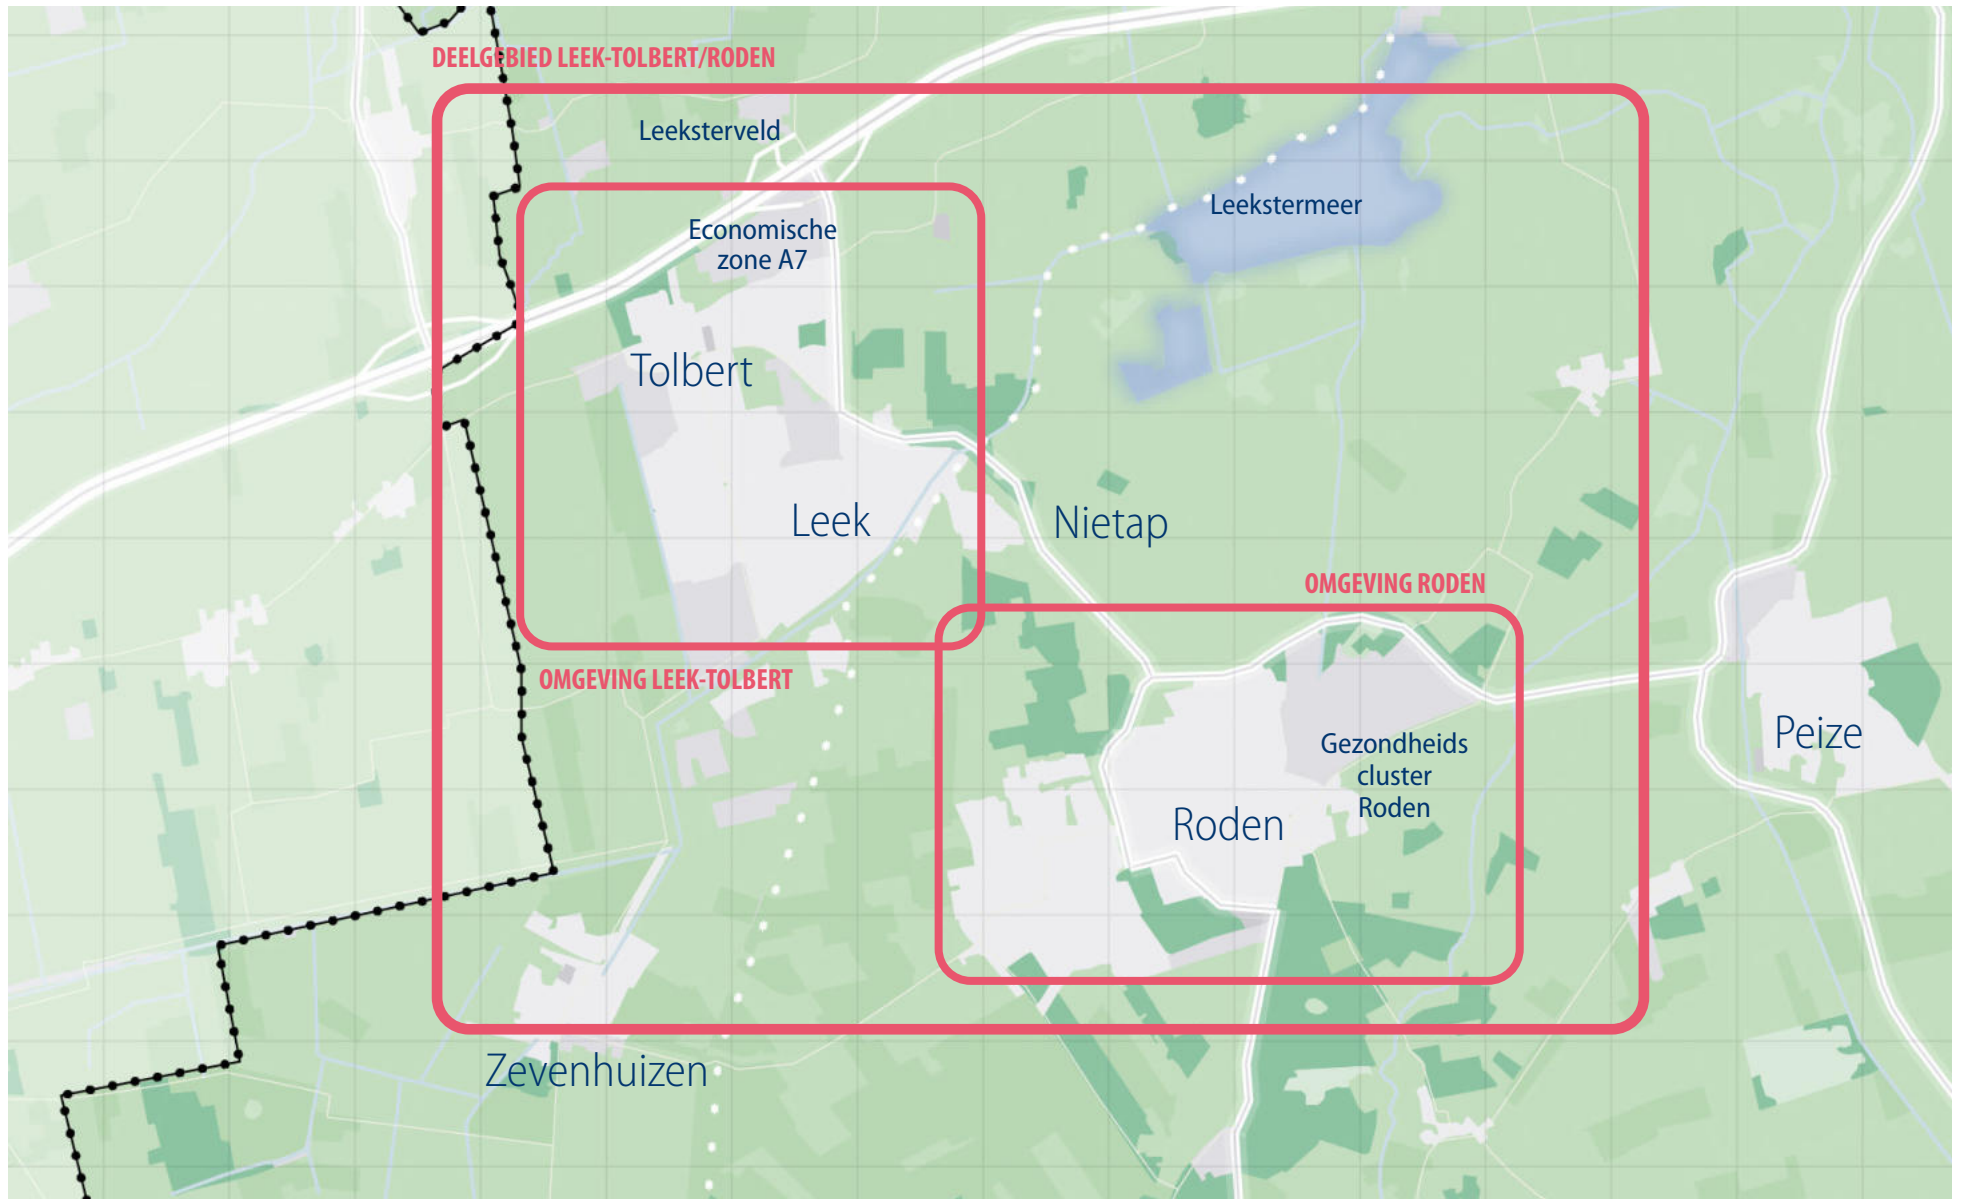 DEELGEBIED LEEK-TOLBERT/RODEN
Leeksterveld
Leekstermeer
Economische
zone A7
Tolbert
Leek
Nietap
OMGEVING RODEN
OMGEVING LEEK-TOLBERT
Gezondheids
cluster
Roden
Peize
Roden
Zevenhuizen